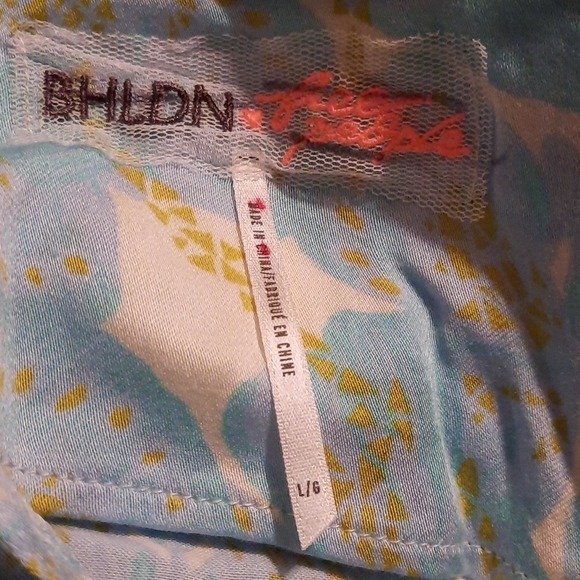 BHLDN
free people
MADE IN CHINA/FABRIQUÉ EN CHINE
L/G